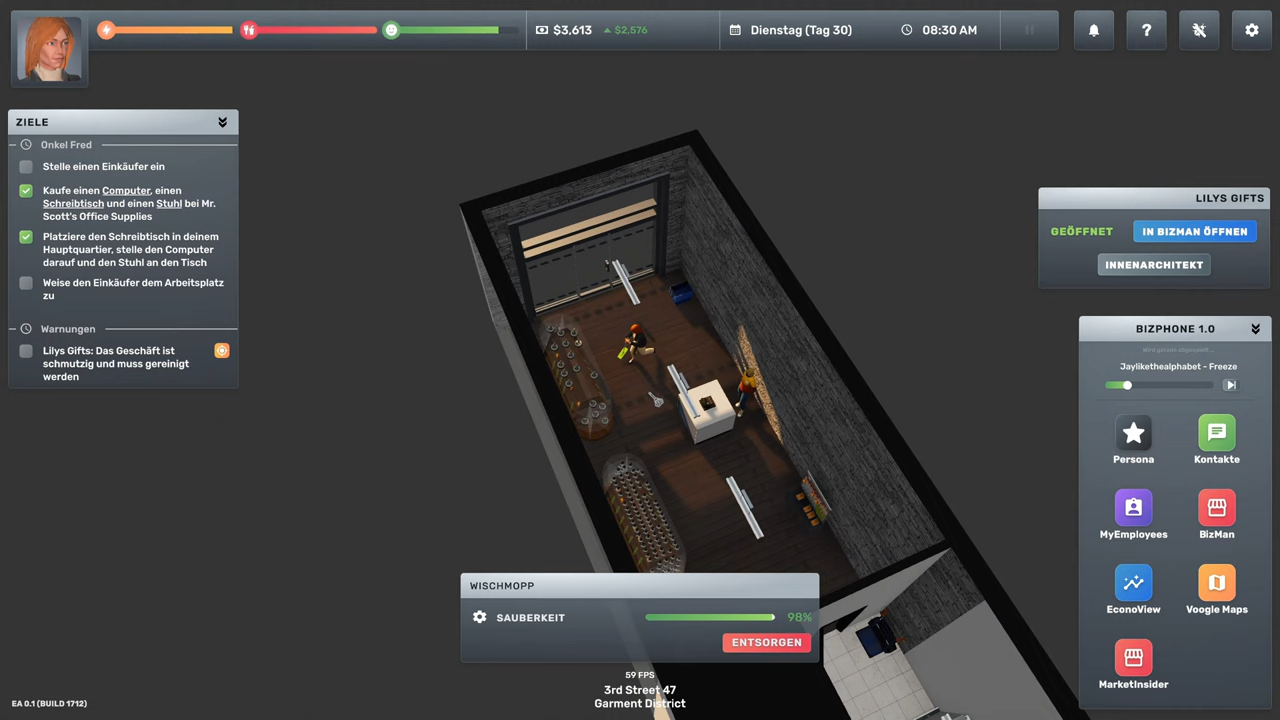 $3,613
$2,576
Dienstag (Tag 30)
08:30 AM
ZIELE
Onkel Fred
Stelle einen Einkäufer ein
Kaufe einen Computer, einen
Schreibtisch und einen Stuhl bei Mr.
Scott's Office Supplies
Platziere den Schreibtisch in deinem
Hauptquartier, stelle den Computer
darauf und den Stuhl an den Tisch
Weise den Einkäufer dem Arbeitsplatz
zu
Warnungen
Lilys Gifts: Das Geschäft ist
schmutzig und muss gereinigt
werden
LILYS GIFTS
GEÖFFNET
IN BIZMAN ÖFFNEN
INNENARCHITEKT
BIZPHONE 1.0
Jaylikethealphabet - Freeze
Persona
Kontakte
MyEmployees
BizMan
EconoView
Voogle Maps
MarketInsider
WISCHMOPP
SAUBERKEIT
98%
ENTSORGEN
59 FPS
3rd Street 47
Garment District
EA 0.1 (BUILD 1712)